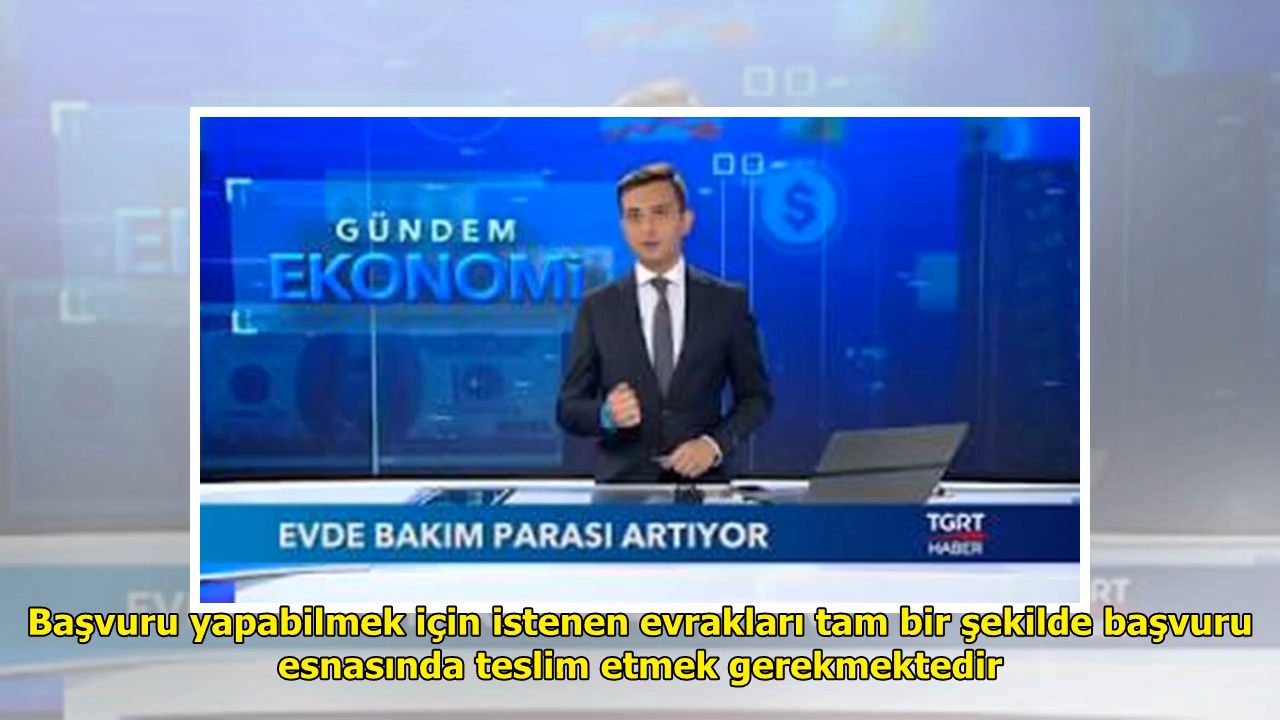 GÜNDEM
EKONOMİ
EVDE BAKIM PARASI ARTIYOR
TGRT
HABER
Başvuru yapabilmek için istenen evrakları tam bir şekilde başvuru
esnasında teslim etmek gerekmektedir